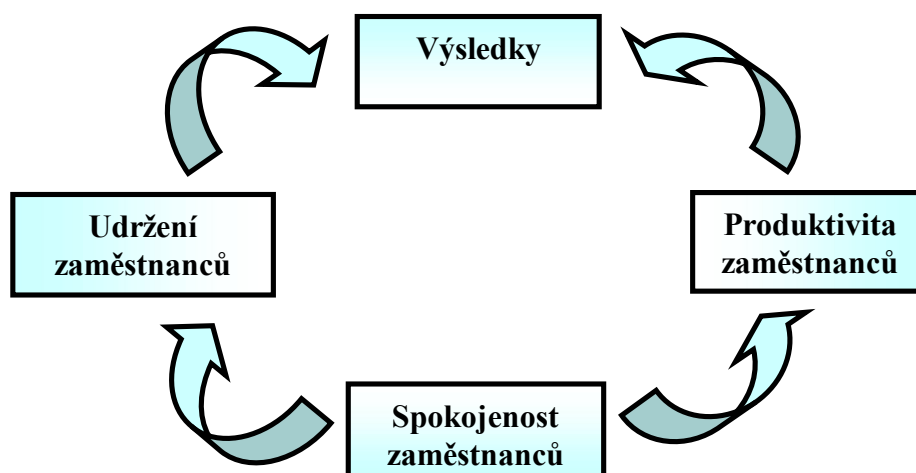 Výsledky
Udržení
zaměstnanců
Produktivita
zaměstnanců
Spokojenost
zaměstnanců